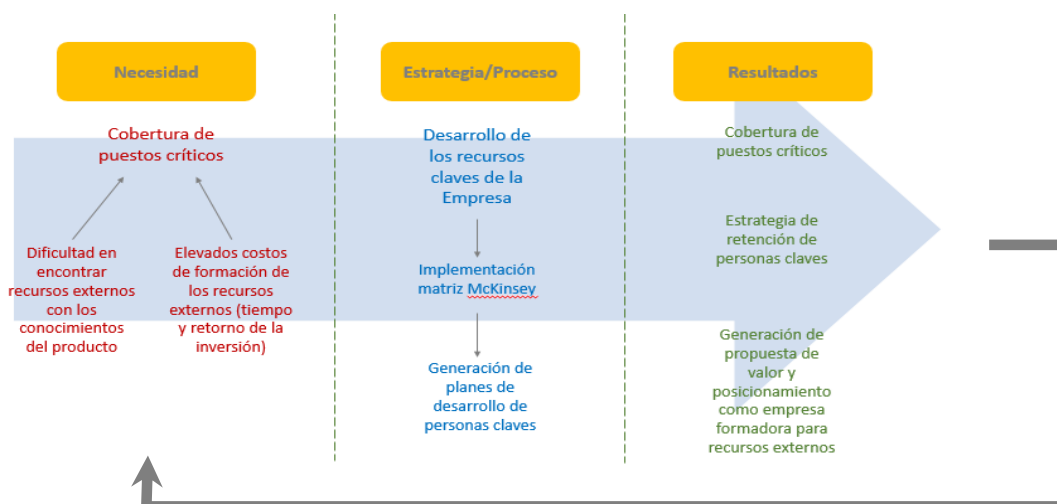 Necesidad
Cobertura de
puestos críticos
Dificultad en
encontrar
recursos externos
con los
conocimientos
del producto
Elevados costos
de formación de
los recursos
externos (tiempo
y retorno de la
inversión)
Estrategia/Proceso
Desarrollo de
los recursos
claves de la
Empresa
Implementación
matriz McKinsey
Generación de
planes de
desarrollo de
personas claves
Resultados
Cobertura de
puestos críticos
Estrategia de
retención de
personas claves
Generación de
propuesta de
valor y
posicionamiento
como empresa
formadora para
recursos externos